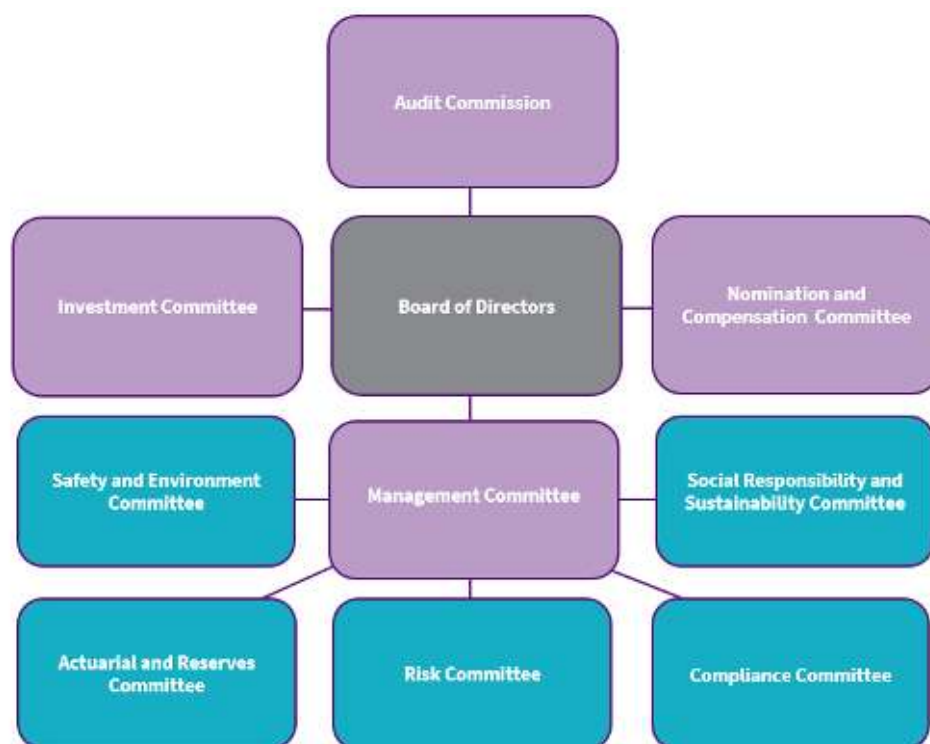 Audit Commission
Investment Committee
Board of Directors
Nomination and
Compensation Committee
Safety and Environment
Committee
Management Committee
Social Responsibility and
Sustainability Committee
Actuarial and Reserves
Committee
Risk Committee
Compliance Committee